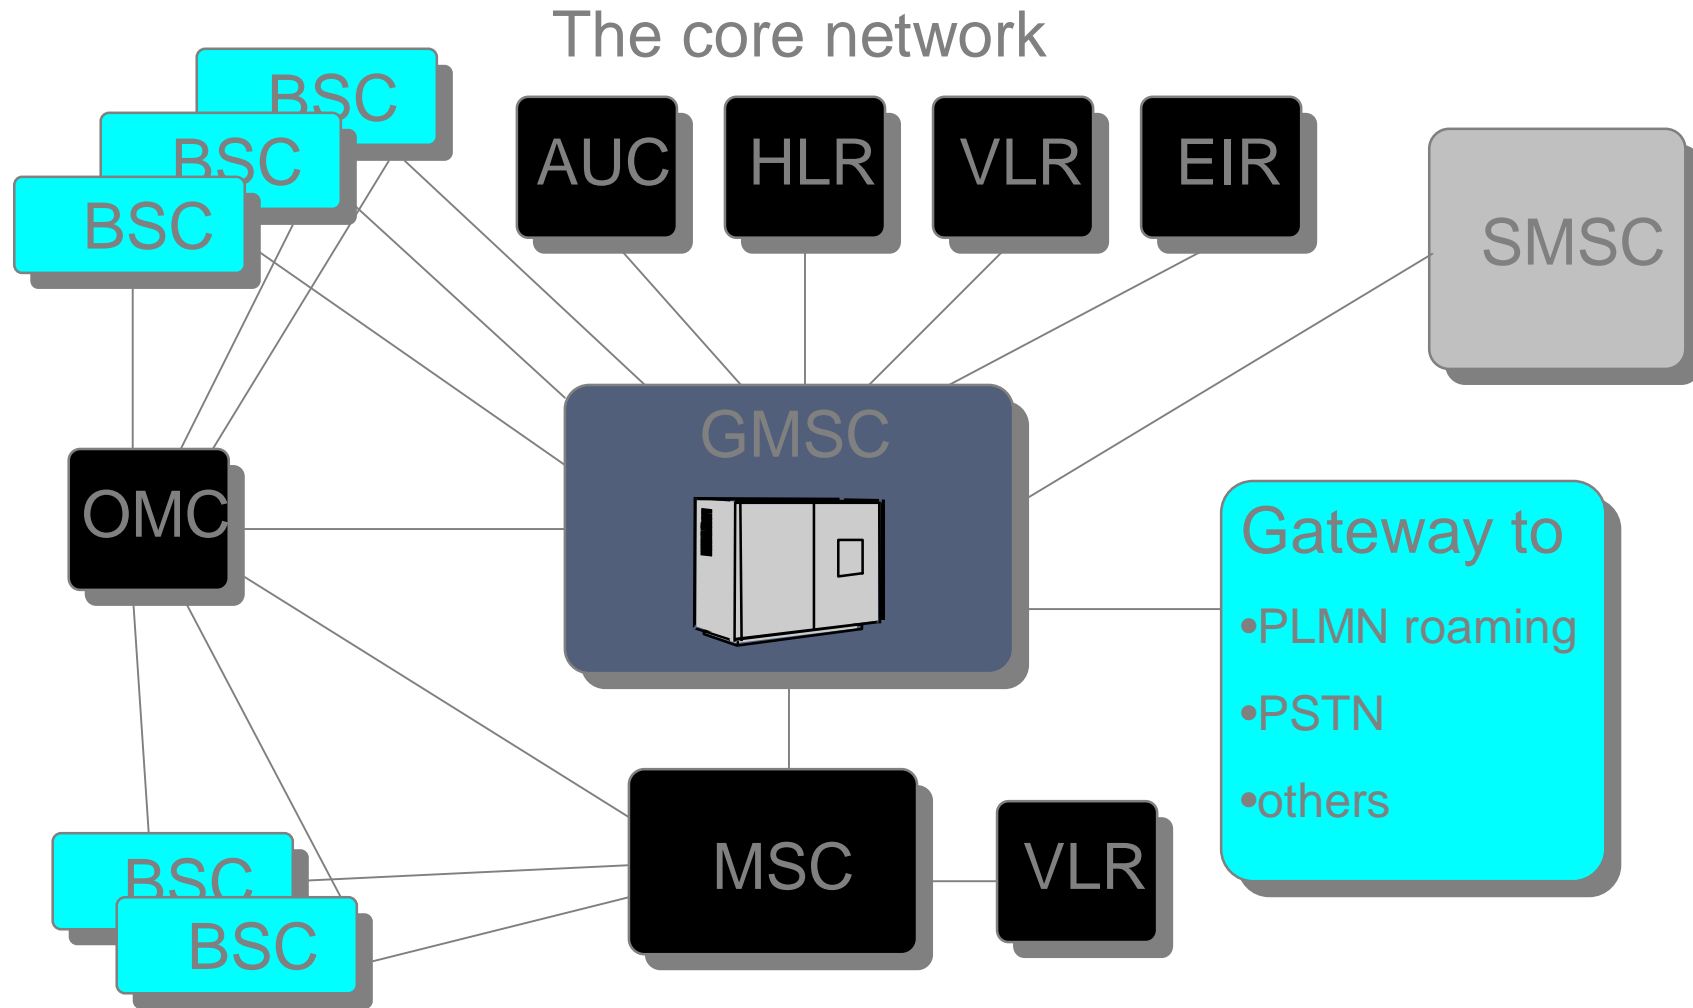 The core network
BSC
BSC
BSC
AUC
HLR
VLR
EIR
SMSC
GMSC
OMC
Gateway to
•PLMN roaming
•PSTN
•others
MSC
VLR
BSC
BSC